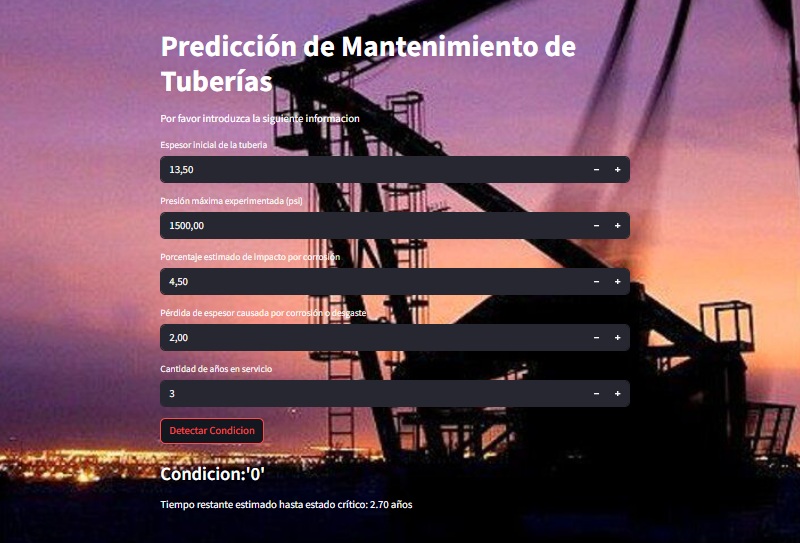 Predicción de Mantenimiento de
Tuberías
Por favor introduzca la siguiente informacion
Espesor inicial de la tuberia
13,50
Presión máxima experimentada (psi)
1500,00
Porcentaje estimado de impacto por corrosión
4,50
Pérdida de espesor causada por corrosión o desgaste
2,00
Cantidad de años en servicio
3
Detectar Condicion
Condicion:'0'
Tiempo restante estimado hasta estado crítico: 2.70 años